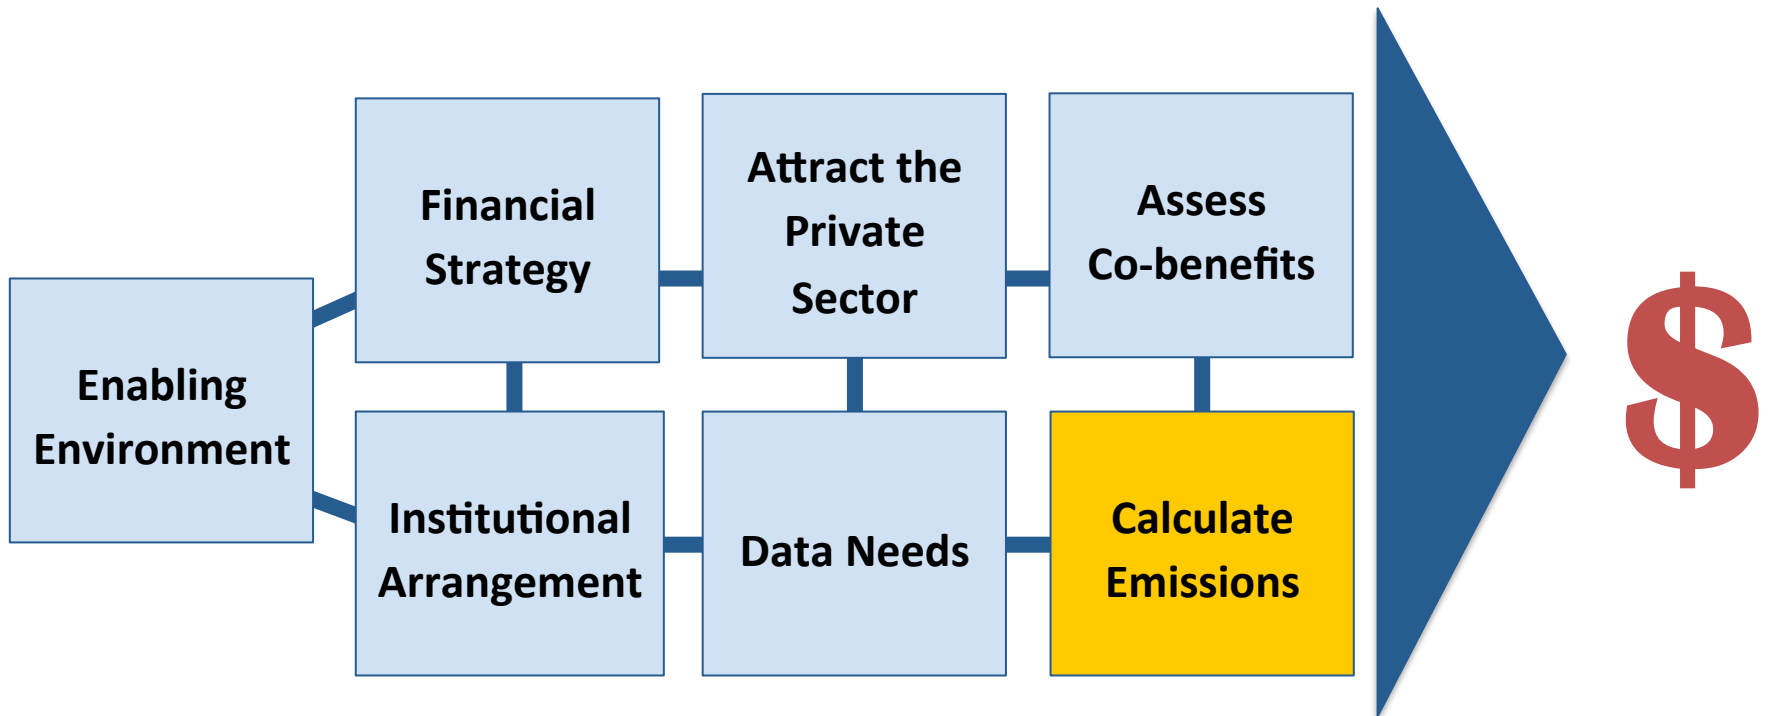 Enabling
Environment
Financial
Strategy
Attract the
Private
Sector
Assess
Co-benefits
Institutional
Arrangement
Data Needs
Calculate
Emissions
$